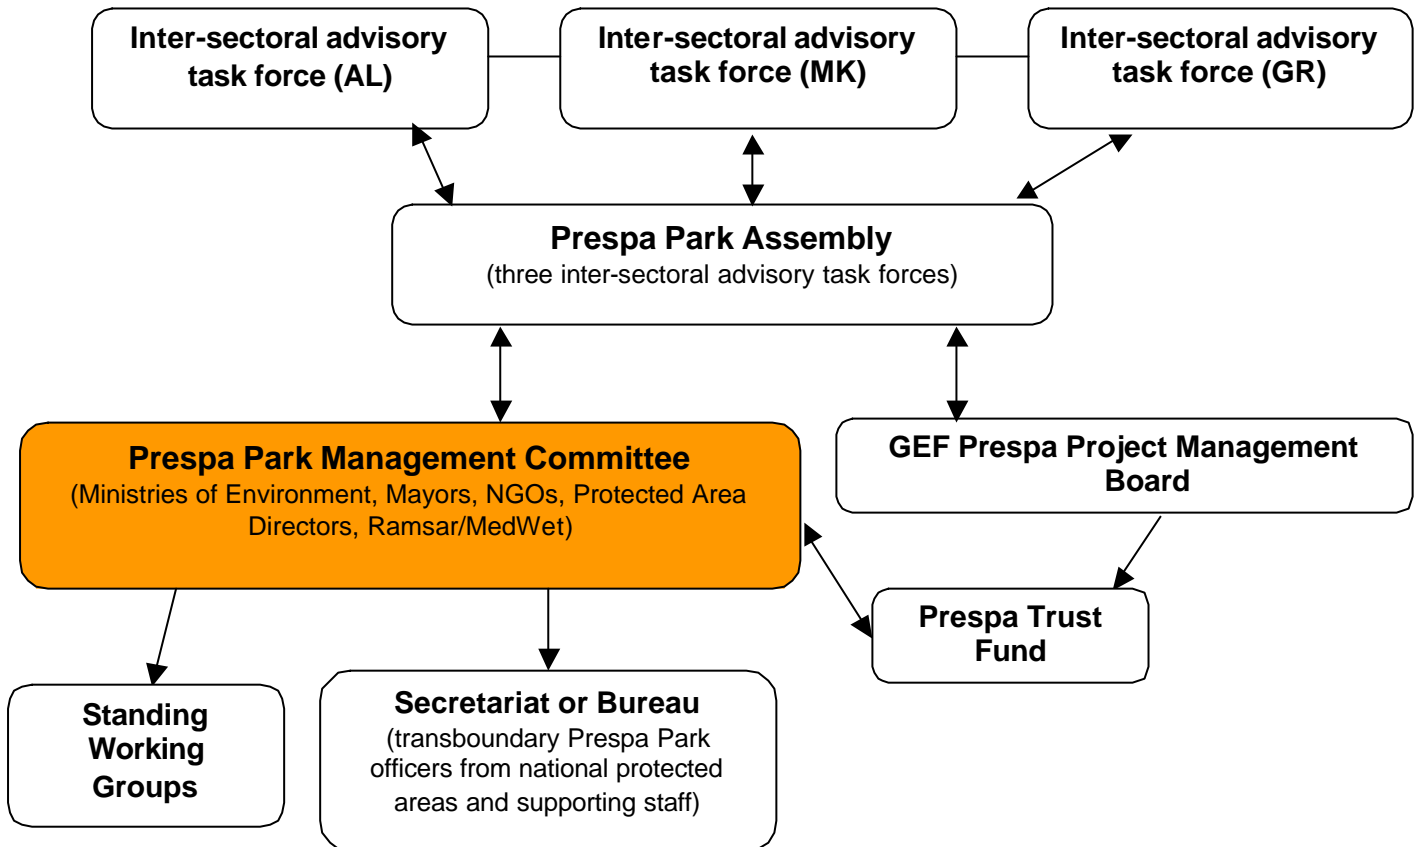 Inter-sectoral advisory
task force (AL)
Inter-sectoral advisory
task force (MK)
Inter-sectoral advisory
task force (GR)
Prespa Park Assembly
(three inter-sectoral advisory task forces)
Prespa Park Management Committee
(Ministries of Environment, Mayors, NGOs, Protected Area
Directors, Ramsar/MedWet)
GEF Prespa Project Management
Board
Prespa Trust
Fund
Standing
Working
Groups
Secretariat or Bureau
(transboundary Prespa Park
officers from national protected
areas and supporting staff)